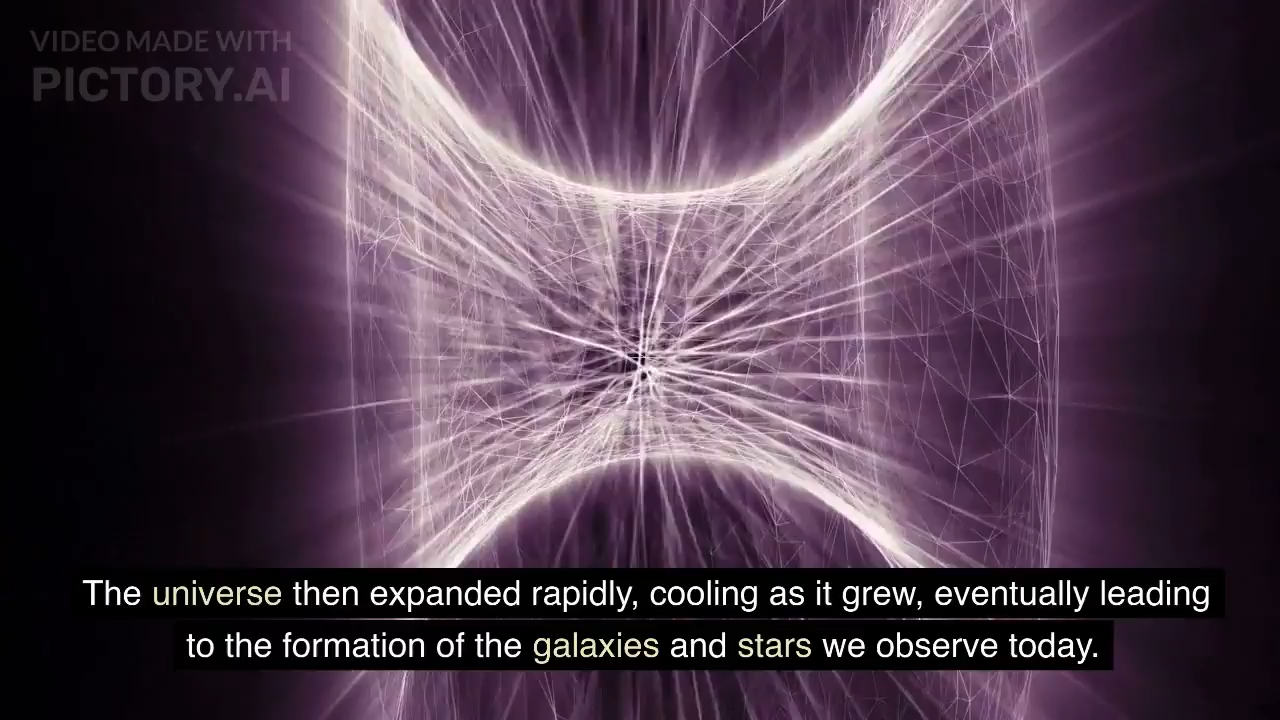 VIDEO MADE WITH
PICTORY.AI
The universe then expanded rapidly, cooling as it grew, eventually leading
to the formation of the galaxies and stars we observe today.